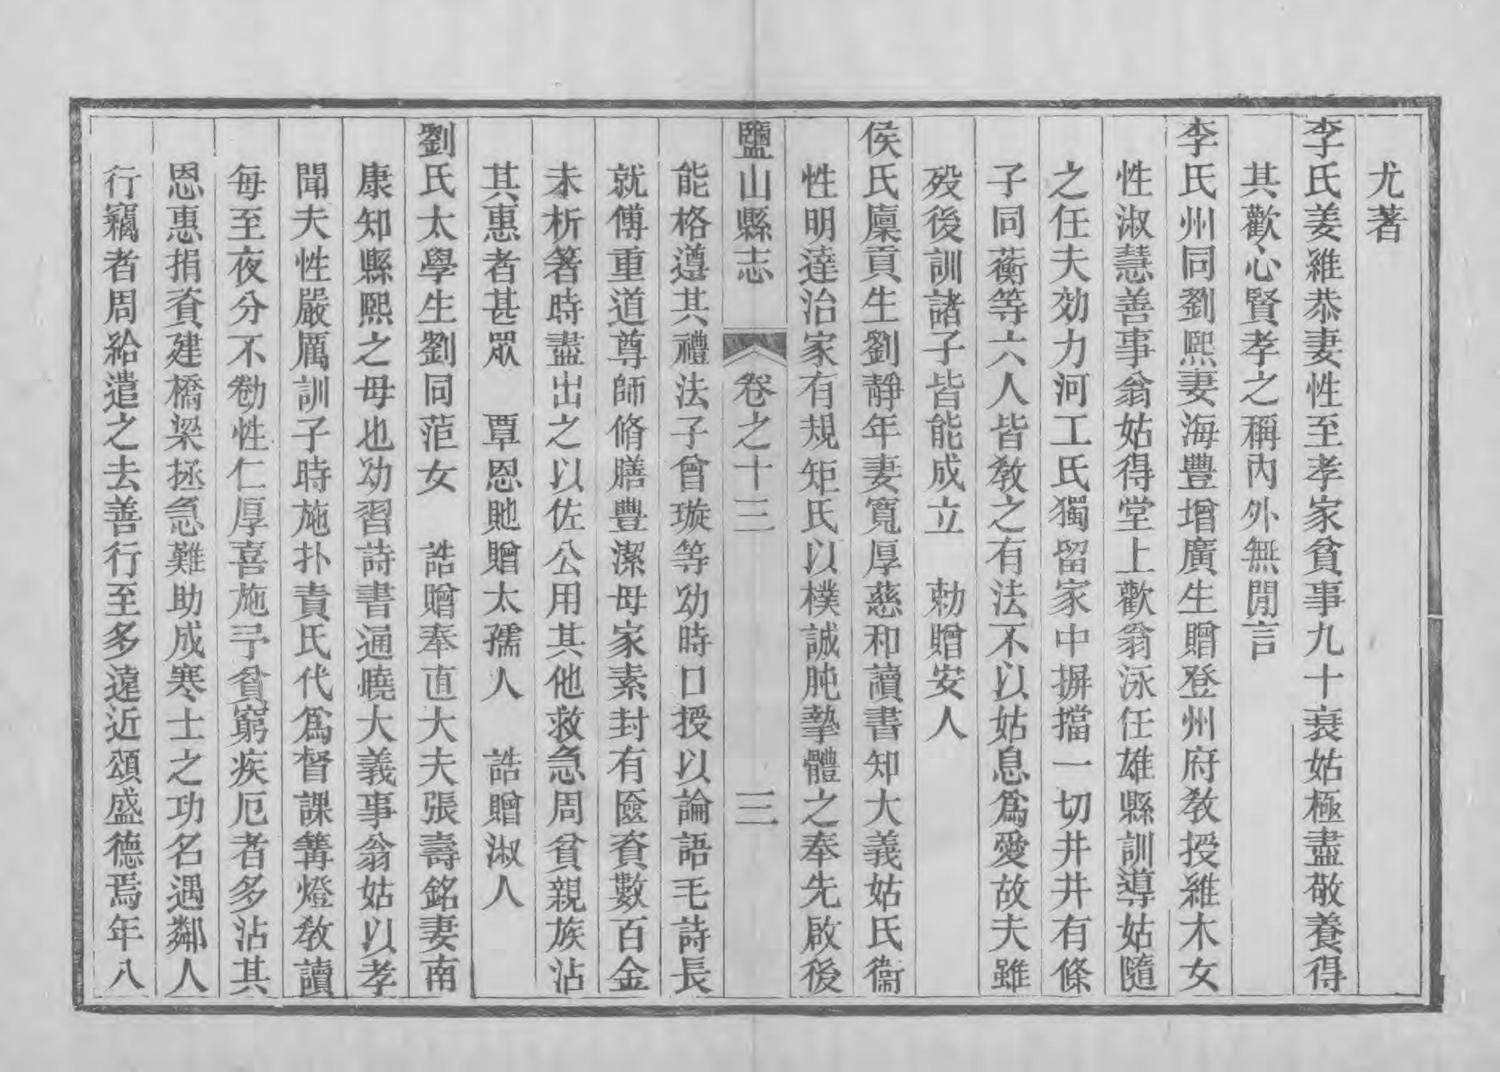 尤著
李氏姜維恭妻性至孝家貧事九十衰姑極盡敬養得
其歡心賢孝之稱內外無閒言
李氏州同劉熙妻海豐增廣生贈登州府敎授維木女
性淑慧善事翁姑得堂上歡翁泳任雄縣訓導姑隨
之任夫効力河工氏獨留家中摒擋一切井井有條
子同蘅等六人皆敎之有法不以姑息爲愛故夫雖
歿後訓諸子皆能成立　勅贈安人
侯氏廩貢生劉靜年妻寬厚慈和讀書知大義姑氏衞
性明達治家有規矩氏以樸誠肫摯體之奉先啟後
鹽山縣志　卷之十三　三
能格遵其禮法子曾璇等幼時口授以論語毛詩長
就傅重道尊師脩膳豐潔母家素封有匳資數百金
未析箸時盡出之以佐公用其他救急周貧親族沾
其惠者甚眾　覃恩貤贈太孺人　誥贈淑人
劉氏太學生劉同萢女　誥贈奉直大夫張壽銘妻南
康知縣熙之母也幼習詩書通曉大義事翁姑以孝
聞夫性嚴厲訓子時施扑責氏代爲督課篝燈敎讀
每至夜分不勌性仁厚喜施予貧窮疾厄者多沾其
恩惠捐資建橋梁拯急難助成寒士之功名遇鄰人
行竊者周給遣之去善行至多遠近頌盛德焉年八